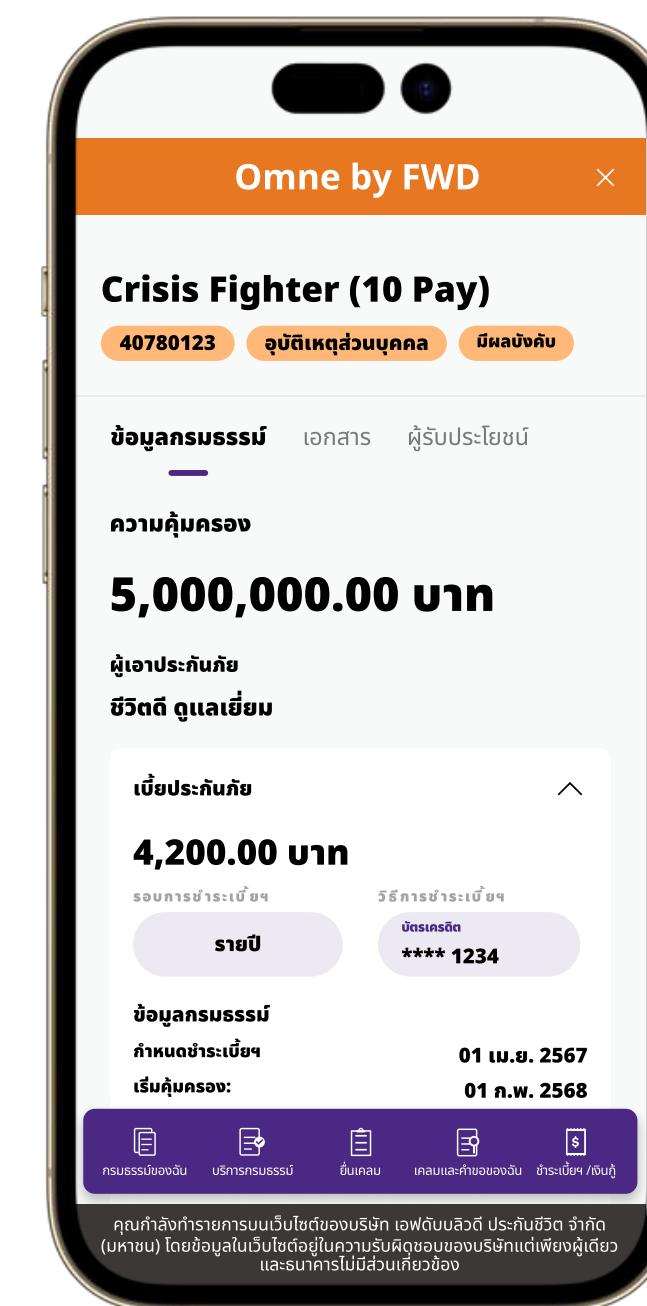 Omne by FWD
Crisis Fighter (10 Pay)
40780123 อุบัติเหตุส่วนบุคคล มีผลบังคับ
ข้อมูลกรมธรรม์ เอกสาร ผู้รับประโยชน์
ความคุ้มครอง
5,000,000.00 บาท
ผู้เอาประกันภัย
ชีวิตดี ดูแลเยี่ยม
เบี้ยประกันภัย
4,200.00 บาท
รอบการชำระเบี้ยฯ วิธีการชำระเบี้ยฯ
รายปี บัตรเครดิต
**** 1234
ข้อมูลกรมธรรม์
กำหนดชำระเบี้ยฯ 01 เม.ย. 2567
เริ่มคุ้มครอง: 01 ก.พ. 2568
กรมธรรม์ของฉัน บริการกรมธรรม์ ยื่นเคลม เคลมและคำขอของฉัน ชำระเบี้ยฯ /เงินกู้
คุณกำลังทำรายการบนเว็บไซต์ของบริษัท เอฟดับบลิวดี ประกันชีวิต จำกัด
(มหาชน) โดยข้อมูลในเว็บไซต์อยู่ในความรับผิดชอบของบริษัทแต่เพียงผู้เดียว
และธนาคารไม่มีส่วนเกี่ยวข้อง